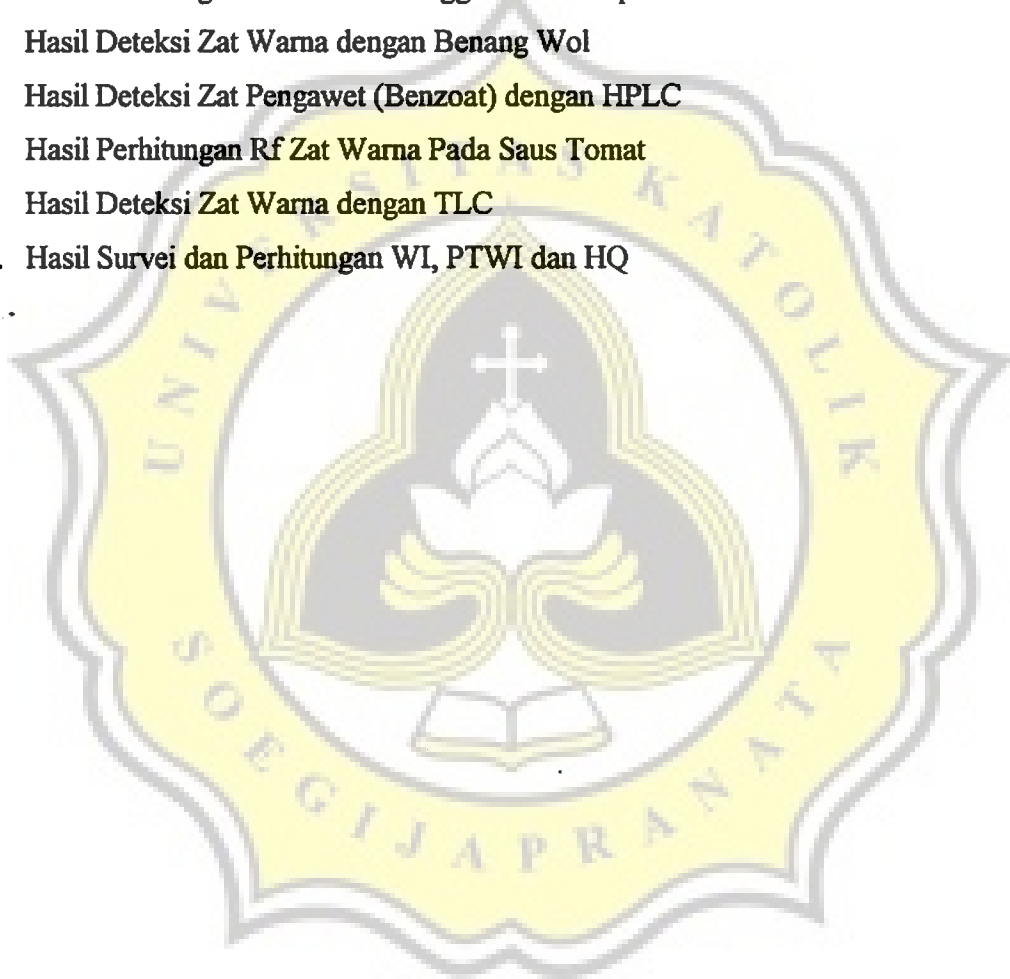 Hasil Deteksi Zat Warna dengan Benang Wol
Hasil Deteksi Zat Pengawet (Benzoat) dengan HPLC
Hasil Perhitungan Rf Zat Warna Pada Saus Tomat
Hasil Deteksi Zat Warna dengan TLC
. Hasil Survei dan Perhitungan WI, PTWI dan HQ
UNIVERSITAS KATOLIK
SOEGIJAPRANATA